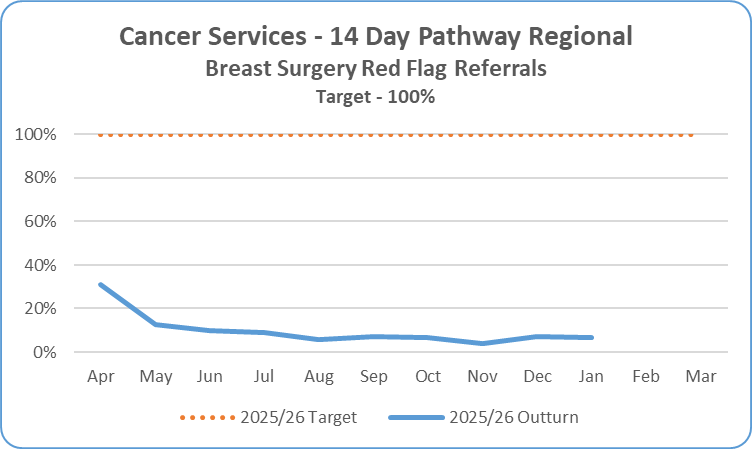 Cancer Services - 14 Day Pathway Regional
Breast Surgery Red Flag Referrals
Target - 100%
100%
80%
60%
40%
20%
0%
Apr May Jun Jul Aug Sep Oct Nov Dec Jan Feb Mar
2025/26 Target 2025/26 Outturn